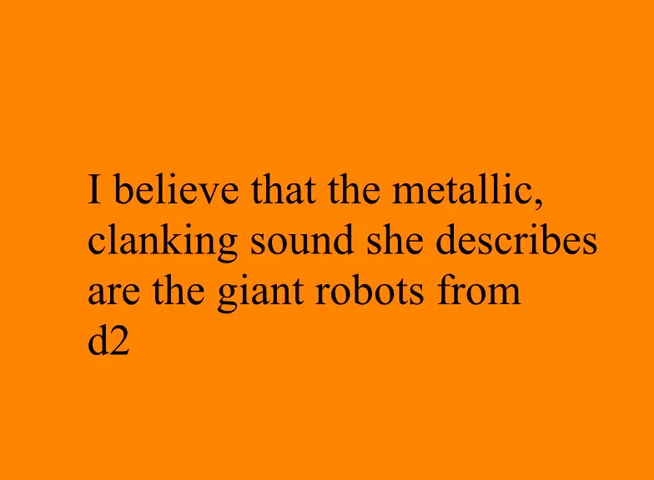 I believe that the metallic,
clanking sound she describes
are the giant robots from
d2